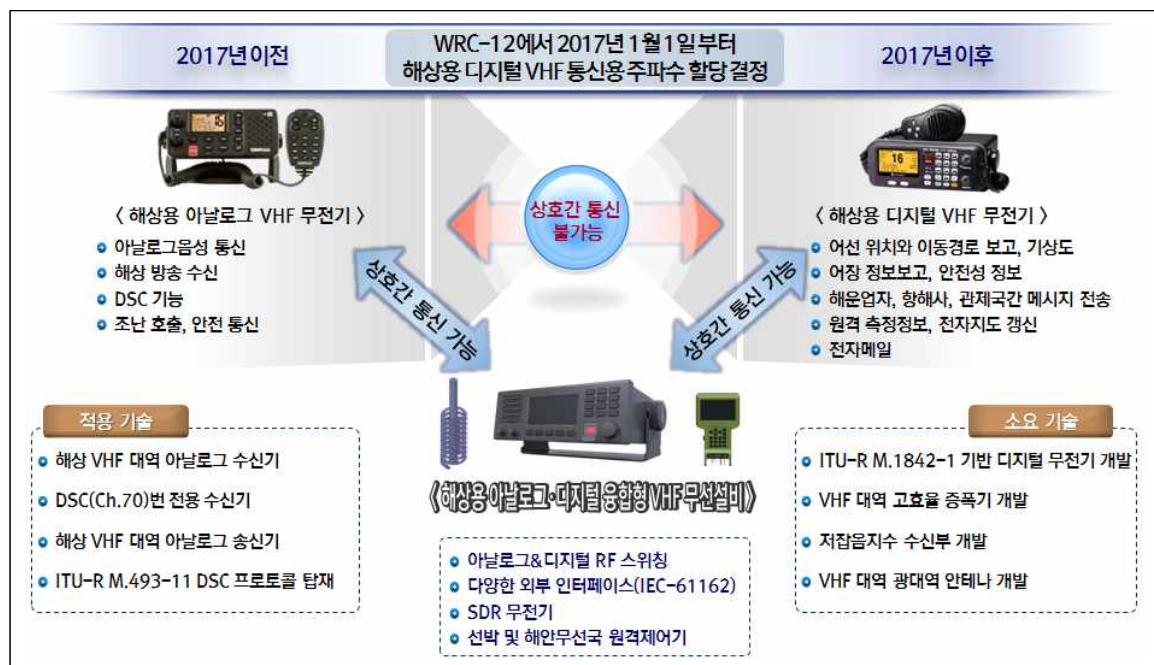 2017년 이전
WRC-12에서 2017년 1월 1일 부터
해상용 디지털 VHF 통신용 주파수 할당 결정
2017년 이후
< 해상용 아날로그 VHF 무전기 >
아날로그음성 통신
해상 방송 수신
DSC 기능
조난 호출, 안전 통신
상호간 통신
불가능
16
< 해상용 디지털 VHF 무전기 >
어선 위치와 이동경로 보고, 기상도
어장 정보보고, 안전성 정보
해운업자, 항해사, 관제국간 메시지 전송
원격 측정정보, 전자지도 갱신
전자메일
상호간 통신 가능
상호간 통신 가능
적용 기술
해상 VHF 대역 아날로그 수신기
DSC(Ch.70)번 전용 수신기
해상 VHF 대역 아날로그 송신기
ITU-R M.493-11 DSC 프로토콜 탑재
<해상용 아날로그·디지털 융합형 VHF 무선설비>
아날로그&디지털 RF 스위칭
다양한 외부 인터페이스(IEC-61162)
SDR 무전기
선박 및 해안무선국 원격제어기
소요 기술
ITU-R M.1842-1 기반 디지털 무전기 개발
VHF 대역 고효율 증폭기 개발
저잡음지수 수신부 개발
VHF 대역 광대역 안테나 개발